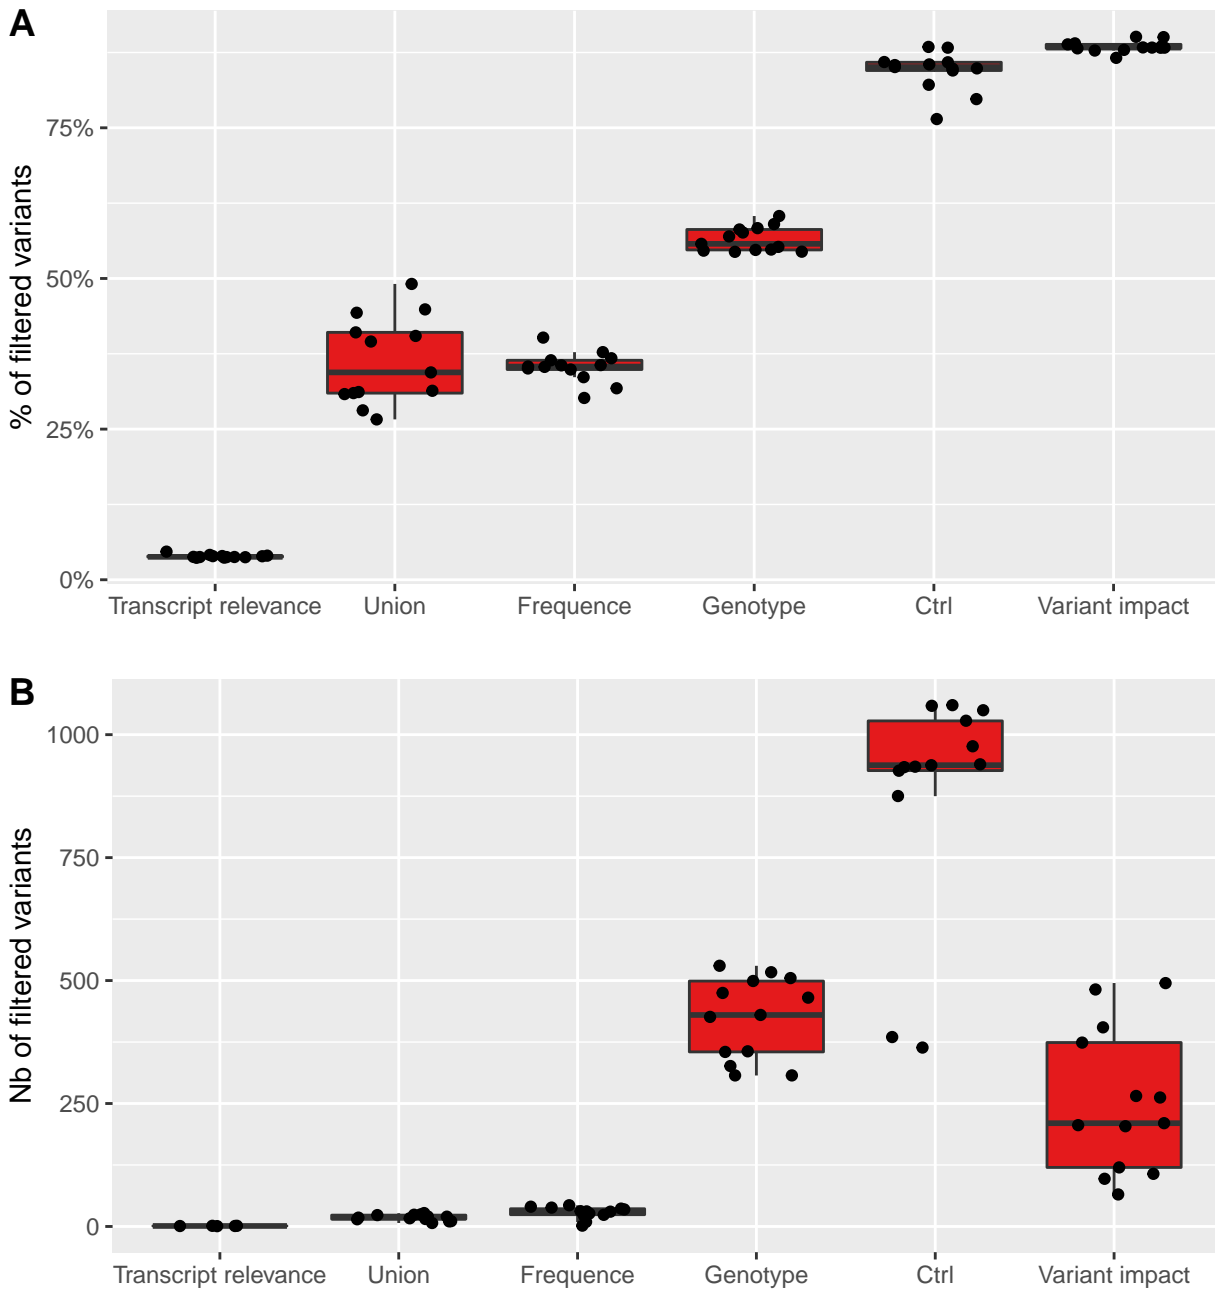 A
% of filtered variants
75%
50%
25%
0%
Transcript relevance Union Frequence Genotype Ctrl Variant impact
B
Nb of filtered variants
1000
750
500
250
0
Transcript relevance Union Frequence Genotype Ctrl Variant impact